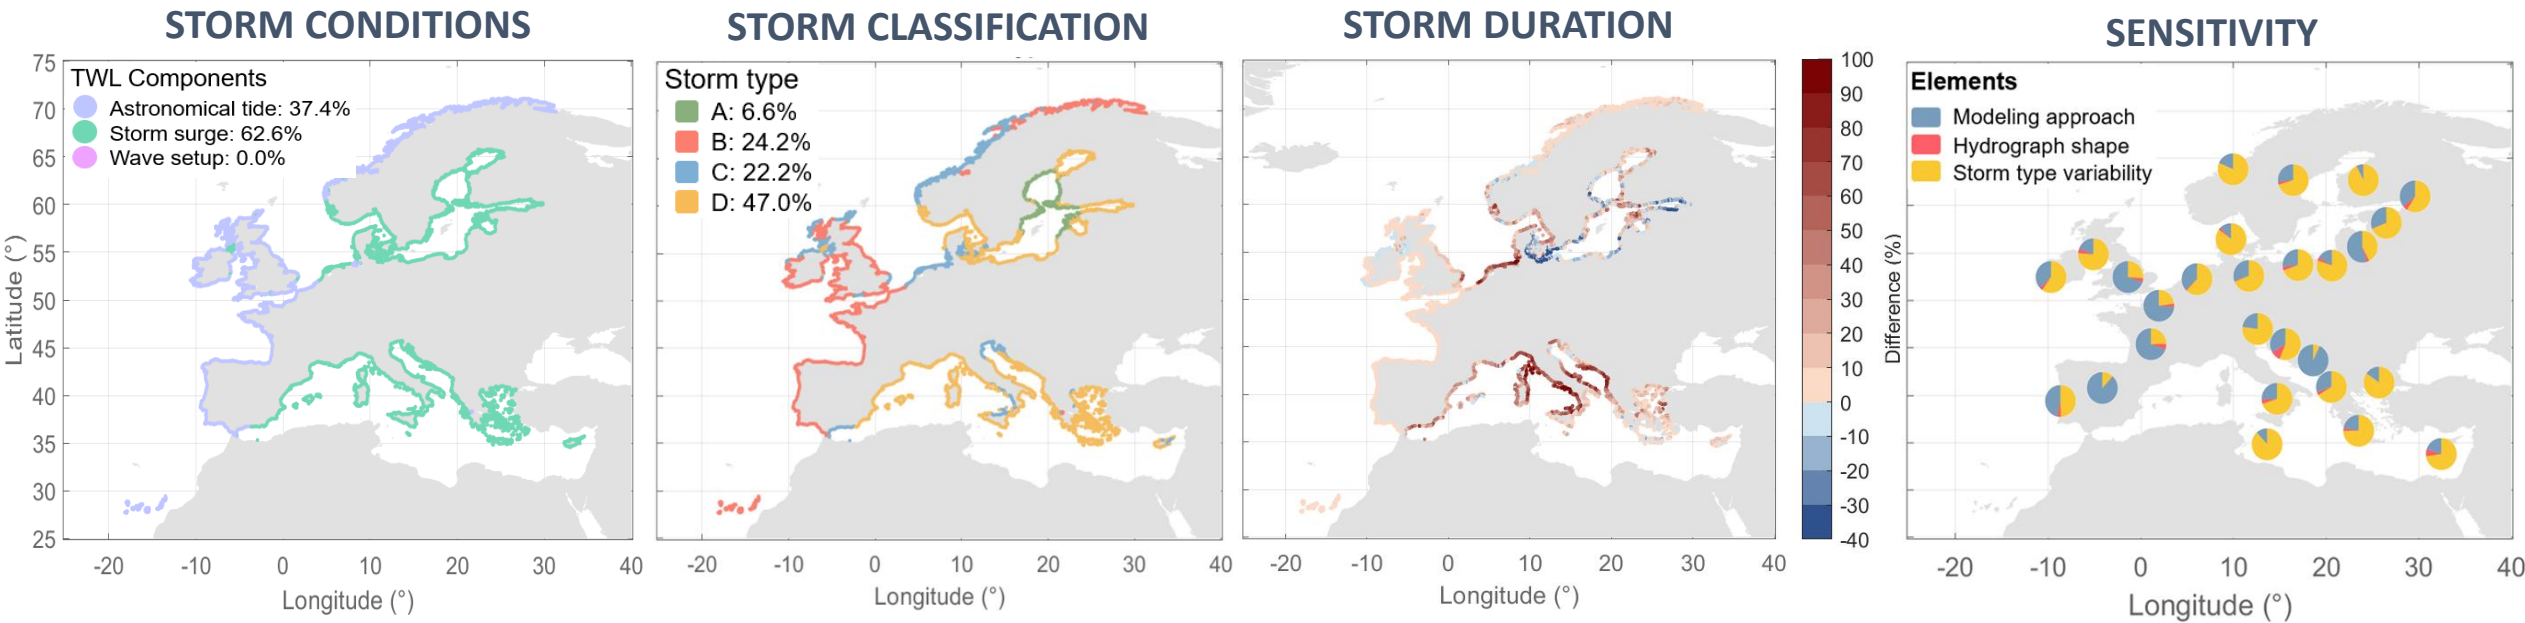 STORM CONDITIONS
TWL Components
Astronomical tide: 37.4%
Storm surge: 62.6%
Wave setup: 0.0%
75
70
65
60
55
50
45
40
35
30
25
Latitude (°)
-20 -10 0 10 20 30 40
Longitude (°)
STORM CLASSIFICATION
Storm type
A: 6.6%
B: 24.2%
C: 22.2%
D: 47.0%
-20 -10 0 10 20 30 40
Longitude (°)
STORM DURATION
-20 -10 0 10 20 30 40
Longitude (°)
100
90
80
70
60
50
40
30
20
10
0
-10
-20
-30
-40
Difference (%)
SENSITIVITY
Elements
Modeling approach
Hydrograph shape
Storm type variability
-20 -10 0 10 20 30 40
Longitude (°)